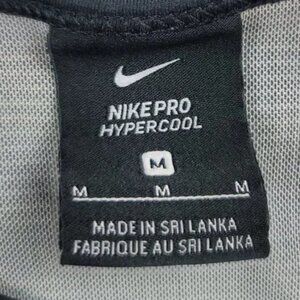 NIKE PRO
HYPERCOOL
M
M M M
MADE IN SRI LANKA
FABRIQUE AU SRI LANKA